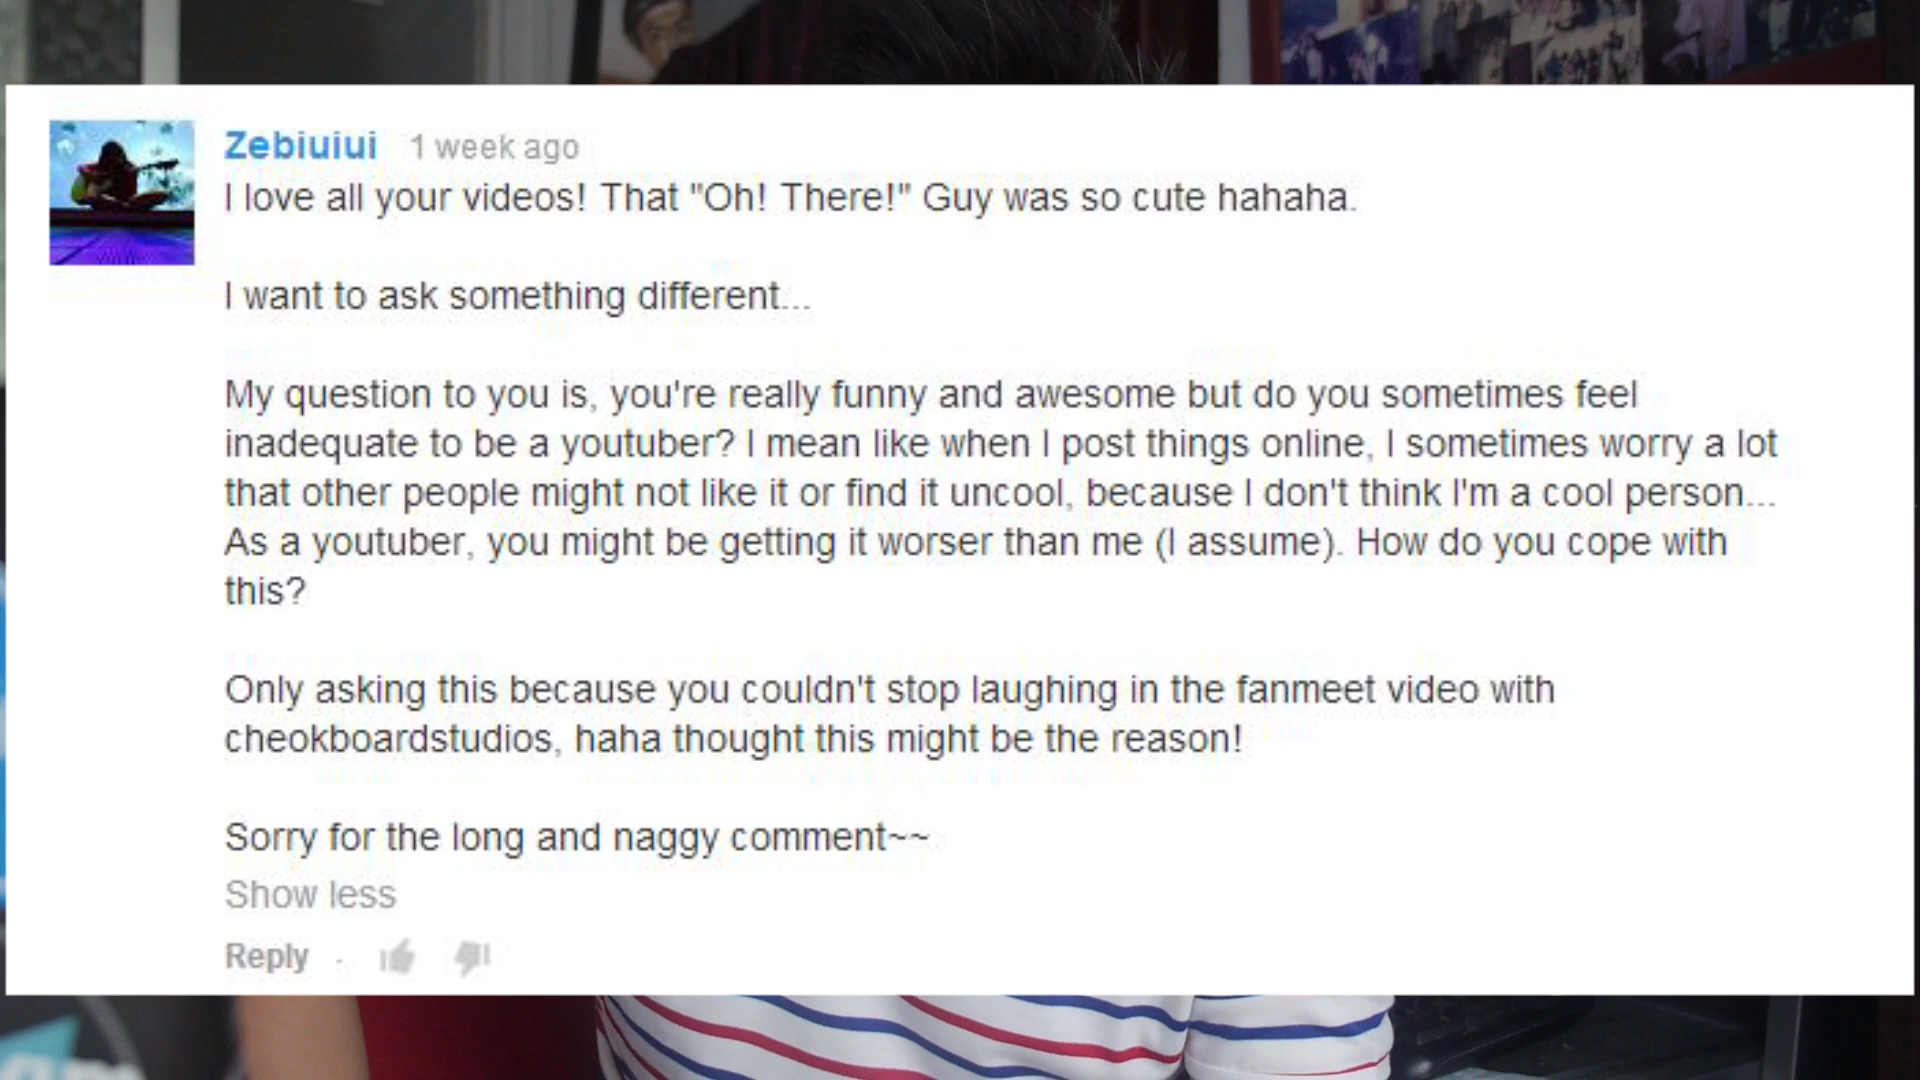 Zebiuiui 1 week ago
I love all your videos! That "Oh! There!" Guy was so cute hahaha.
I want to ask something different...
My question to you is, you're really funny and awesome but do you sometimes feel
inadequate to be a youtuber? I mean like when I post things online, I sometimes worry a lot
that other people might not like it or find it uncool, because I don't think I'm a cool person...
As a youtuber, you might be getting it worser than me (I assume). How do you cope with
this?
Only asking this because you couldn't stop laughing in the fanmeet video with
cheokboardstudios, haha thought this might be the reason!
Sorry for the long and naggy comment~~
Show less
Reply ·